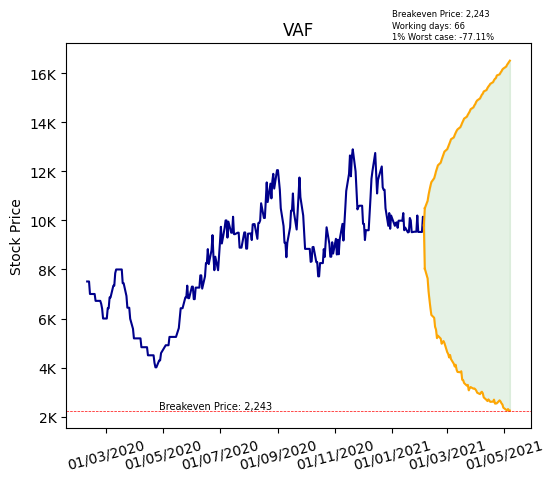 Breakeven Price: 2,243
Working days: 66
1% Worst case: -77.11%
VAF
Stock Price
16K
14K
12K
10K
8K
6K
4K
2K
Breakeven Price: 2,243
01/03/2020
01/05/2020
01/07/2020
01/09/2020
01/11/2020
01/01/2021
01/03/2021
01/05/2021